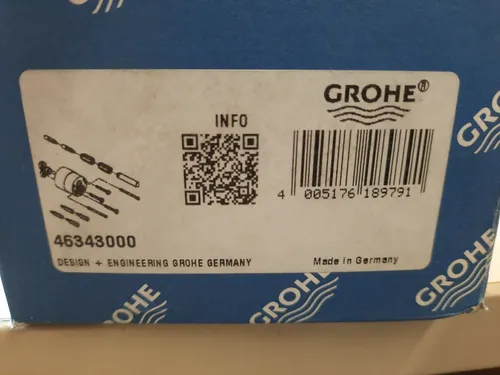 GROHE®
INFO
4 005176 189791
46343000
DESIGN + ENGINEERING GROHE GERMANY
Made in Germany
GROHE
GROHE